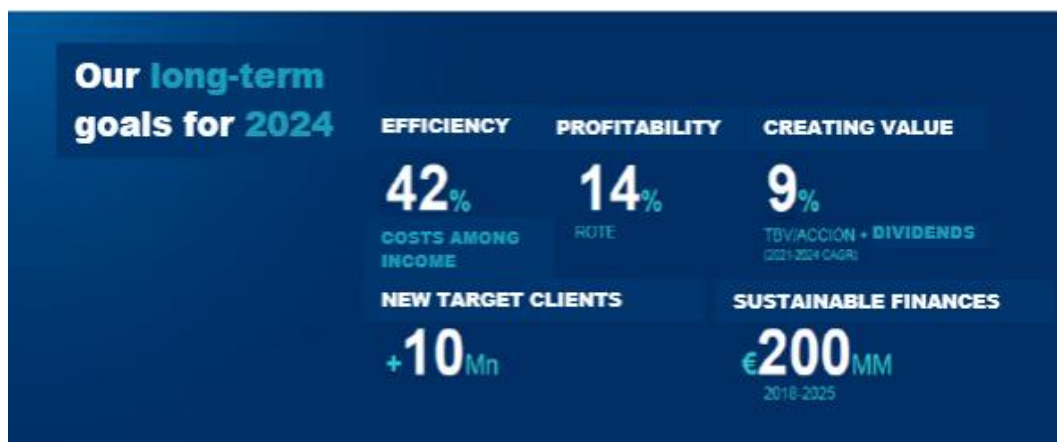 Our long-term
goals for 2024
EFFICIENCY
42%
COSTS AMONG
INCOME
PROFITABILITY
14%
ROTE
CREATING VALUE
9%
TBV/ACCIÓN + DIVIDENDS
(2021-2024 CAGR)
NEW TARGET CLIENTS
+10Mn
SUSTAINABLE FINANCES
€200MM
2018-2025